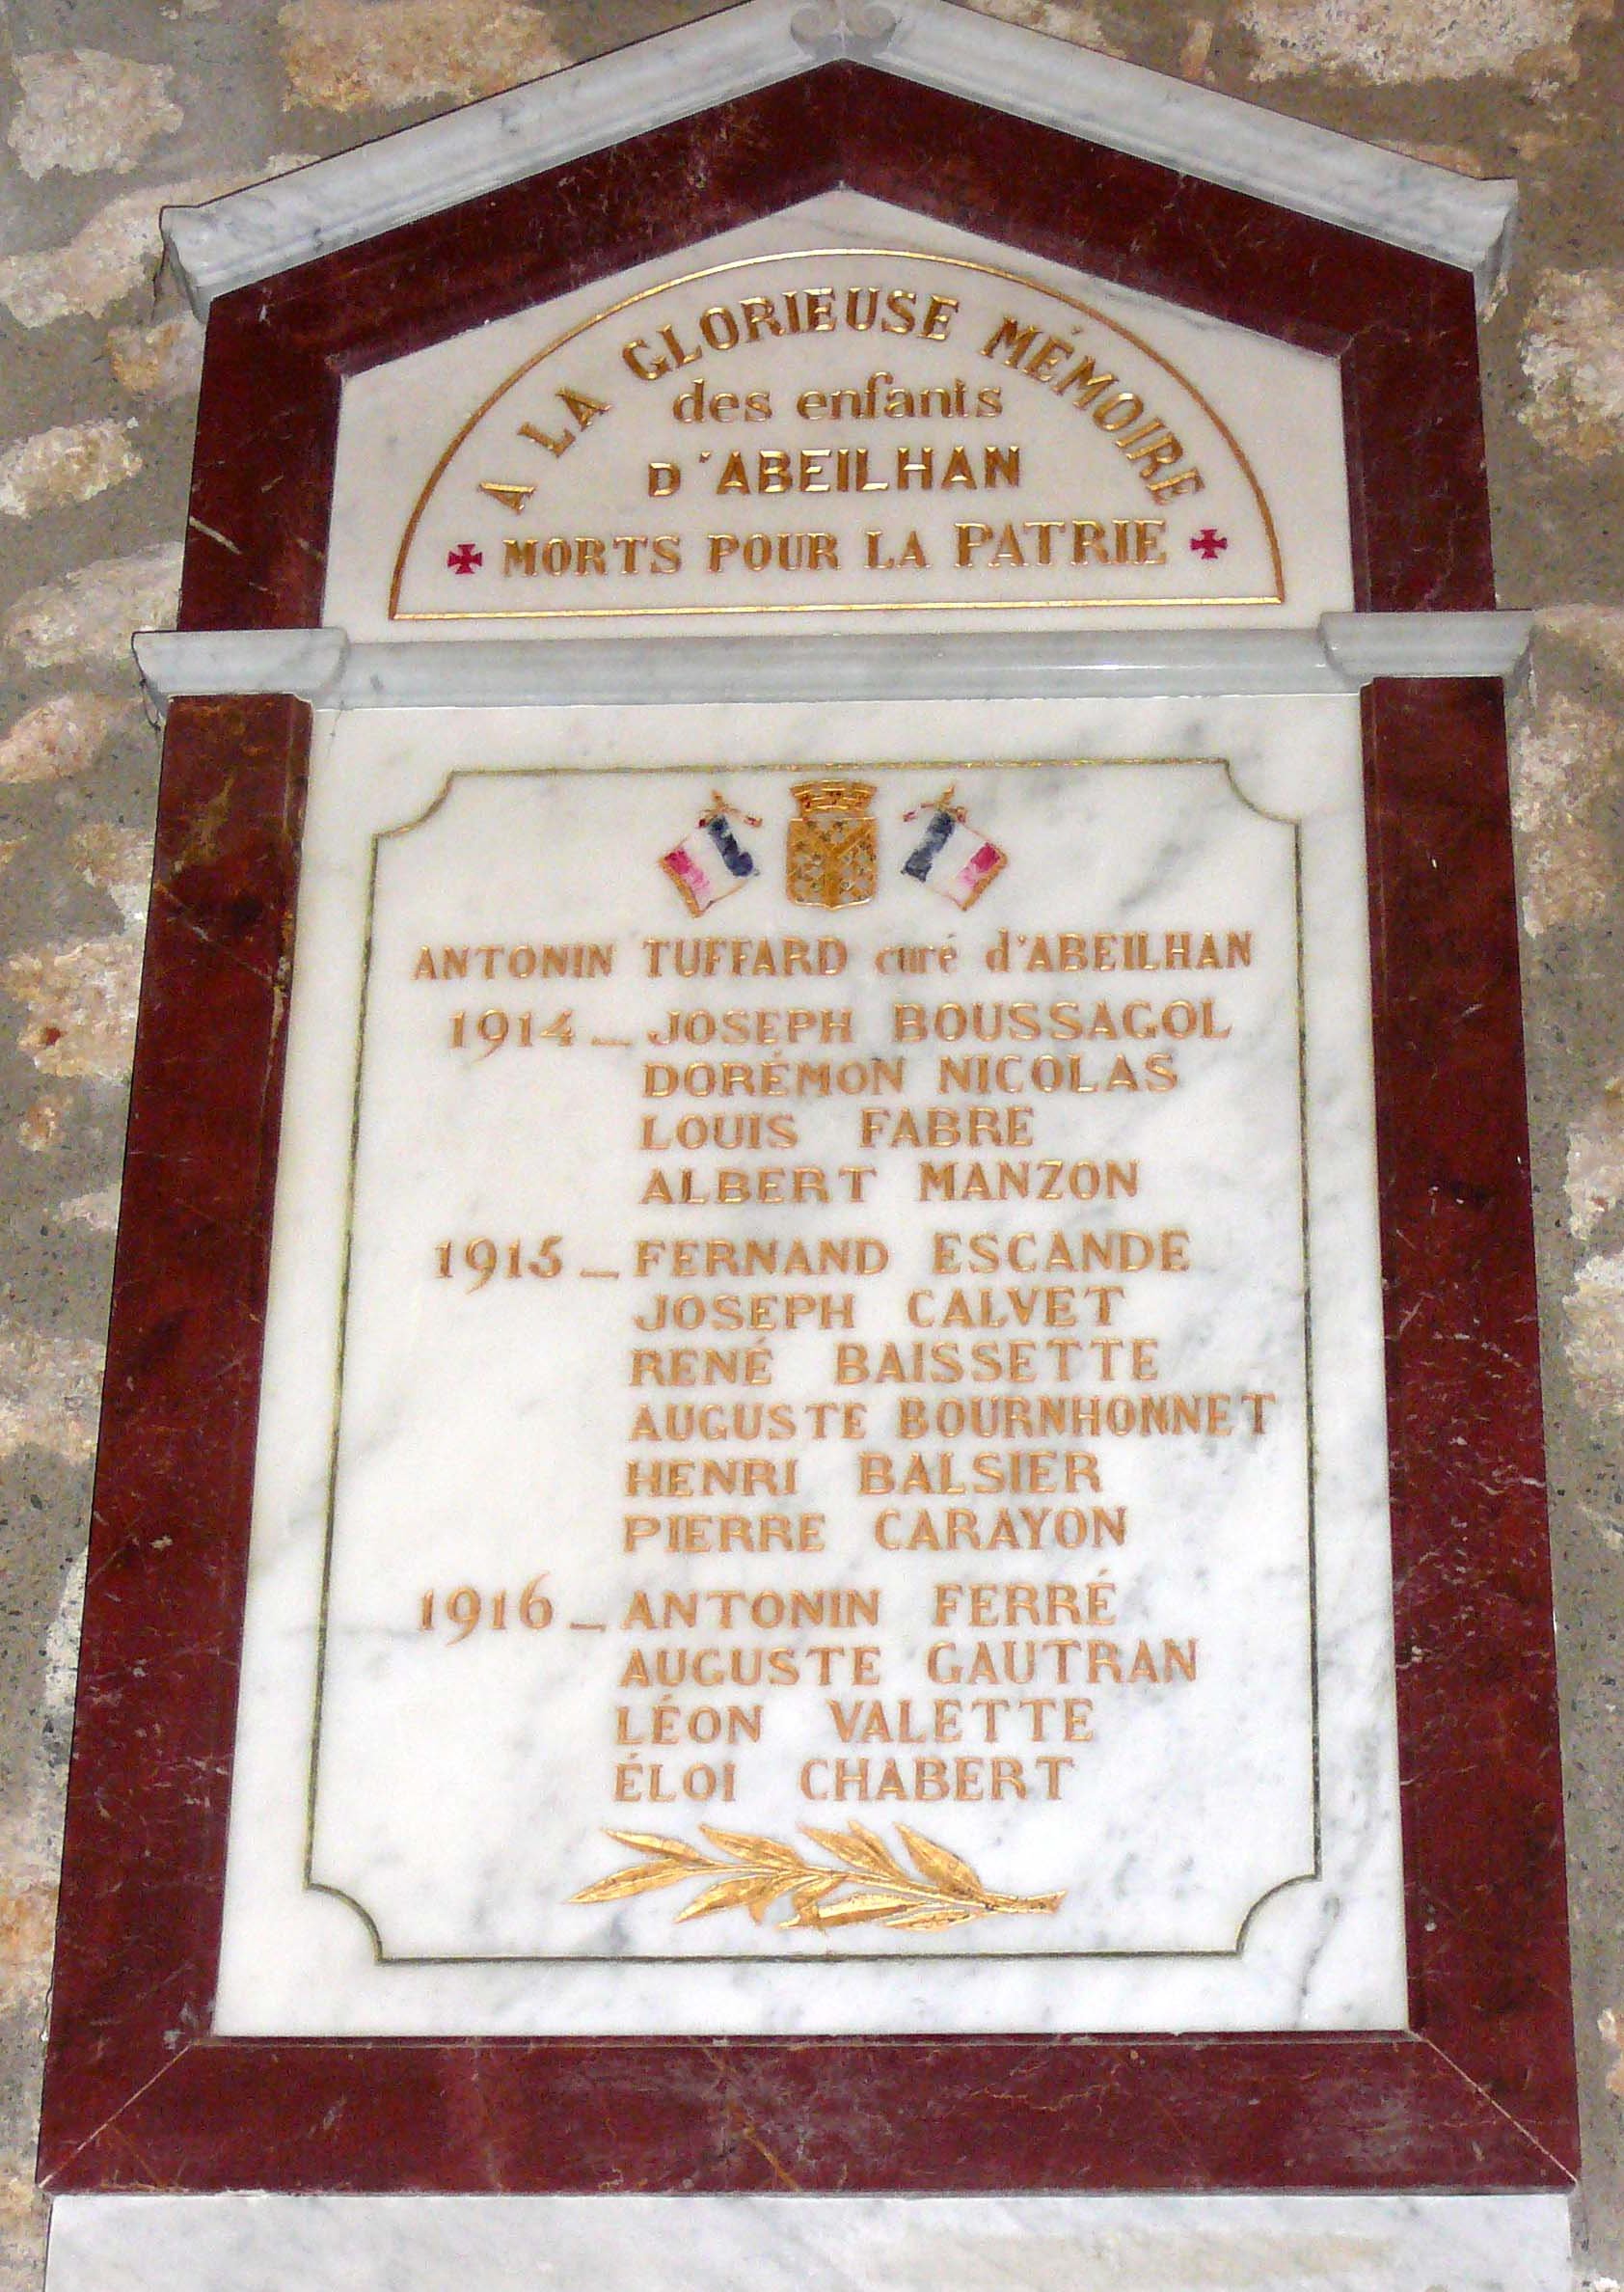 A LA GLORIEUSE MÉMOIRE
des enfants
D'ABEILHAN
MORTS POUR LA PATRIE
ANTONIN TUFFARD curé d'ABEILHAN
1914 _ JOSEPH BOUSSAGOL
DORÉMON NICOLAS
LOUIS FABRE
ALBERT MANZON
1915 _ FERNAND ESCANDE
JOSEPH CALVET
RENÉ BAISSETTE
AUGUSTE BOURNHONNET
HENRI BALSIER
PIERRE CARAYON
1916 _ ANTONIN FERRÉ
AUGUSTE GAUTRAN
LÉON VALETTE
ÉLOI CHABERT